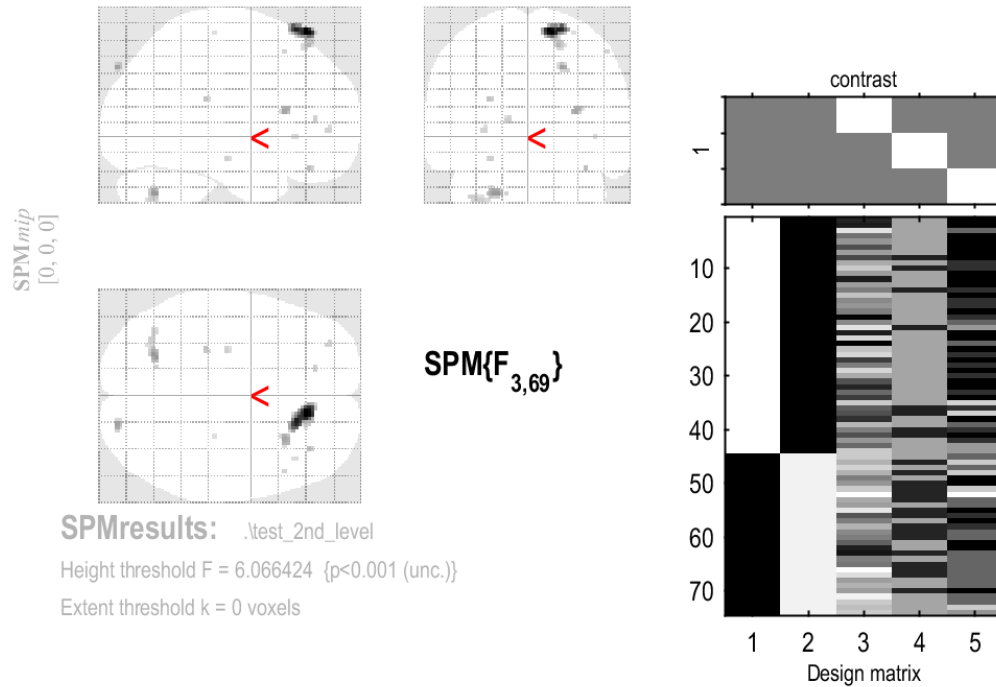 contrast
1
SPMmip
[0, 0, 0]
<
<
<
SPM{F3,69}
10
20
30
40
50
60
70
1 2 3 4 5
Design matrix
SPMresults: .\test_2nd_level
Height threshold F = 6.066424 {p<0.001 (unc.)}
Extent threshold k = 0 voxels